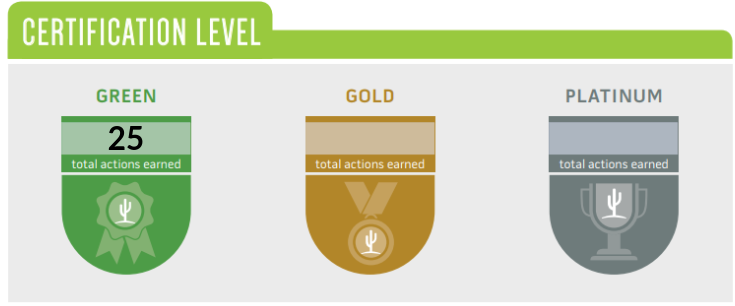 CERTIFICATION LEVEL
GREEN GOLD PLATINUM
25
total actions earned total actions earned total actions earned